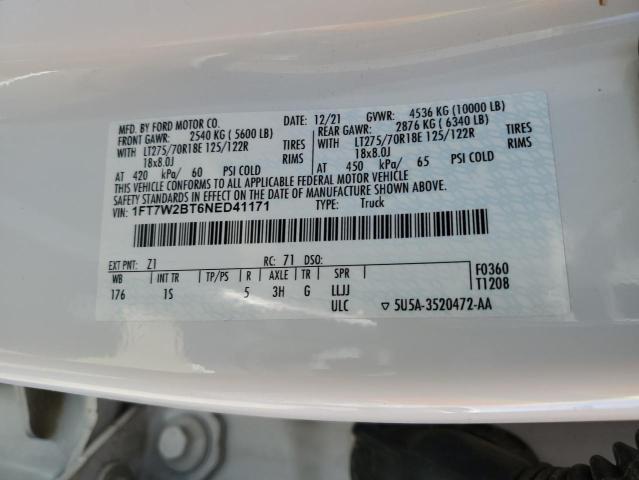 MFD. BY FORD MOTOR CO. 12/21 GVWR: 4536 KG (10000 LB)
FRONT GAWR: 2540 KG ( 5600 LB) REAR GAWR: 2876 KG ( 6340 LB)
WITH LT275/70R18E 125/122R TIRES WITH LT275/70R18E 125/122R TIRES
18x8.0J RIMS 18x8.0J RIMS
AT 420 kPa/ 60 PSI COLD AT 450 kPa/ 65 PSI COLD
THIS VEHICLE CONFORMS TO ALL APPLICABLE FEDERAL MOTOR VEHICLE
SAFETY STANDARDS IN EFFECT ON THE DATE OF MANUFACTURE SHOWN ABOVE.
VIN: 1FT7W2BT6NED41171 TYPE: Truck
EXT PNT: Z1 RC: 71 DSO:
WB INT TR TP/PS R AXLE TR SPR
176 1S 5 3H G LLJJ
ULC
F0360
T1208
▽ 5U5A-3520472-AA